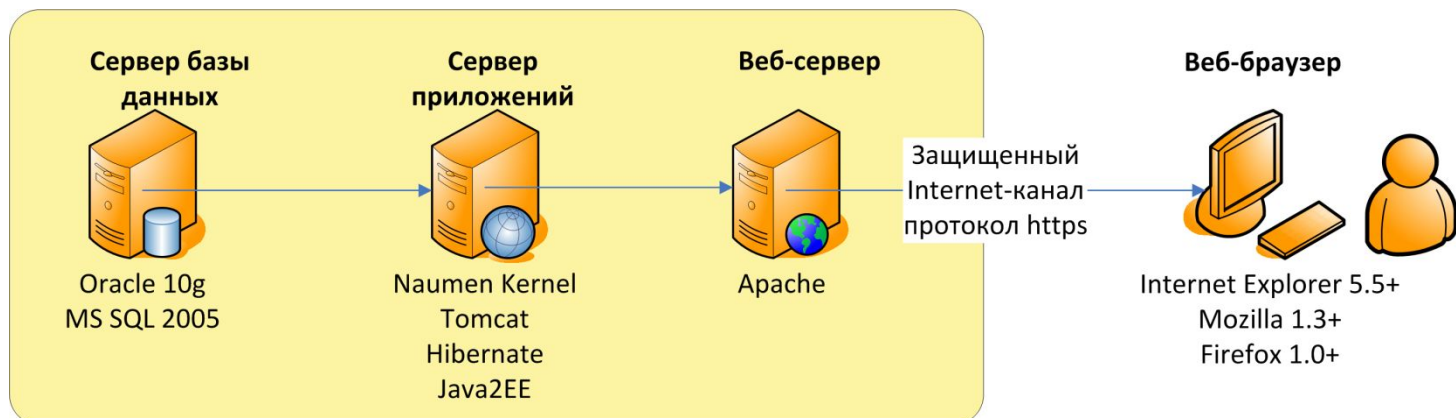 Сервер базы
данных
Oracle 10g
MS SQL 2005
Сервер
приложений
Naumen Kernel
Tomcat
Hibernate
Java2EE
Веб-сервер
Apache
Защищенный
Internet-канал
протокол https
Веб-браузер
Internet Explorer 5.5+
Mozilla 1.3+
Firefox 1.0+